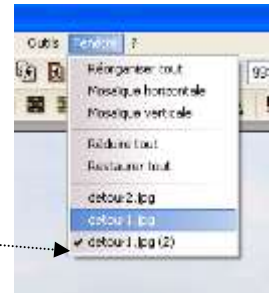 Outils Fenêtre ?
99%
Réorganiser tout
Mosaïque horizontale
Mosaïque verticale
Réduire tout
Restaurer tout
detour2.jpg
detour1.jpg
✔ detour1.jpg (2)